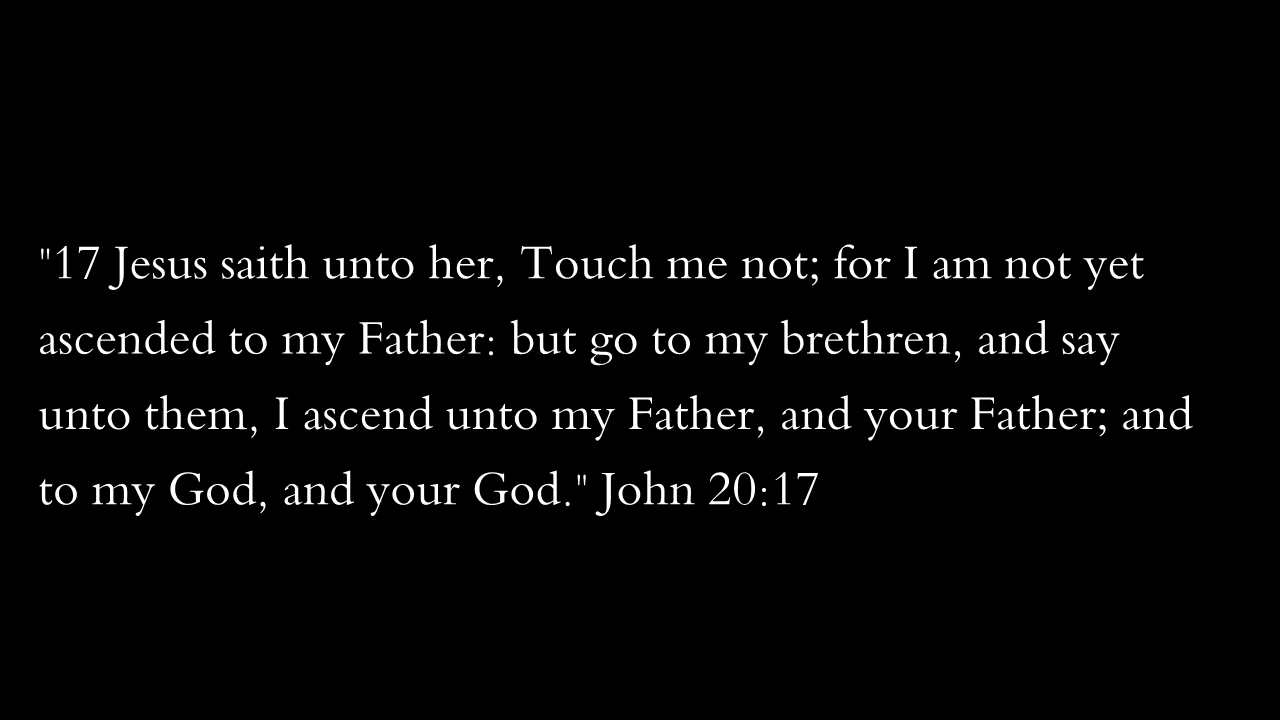 "17 Jesus saith unto her, Touch me not; for I am not yet
ascended to my Father: but go to my brethren, and say
unto them, I ascend unto my Father, and your Father; and
to my God, and your God." John 20:17